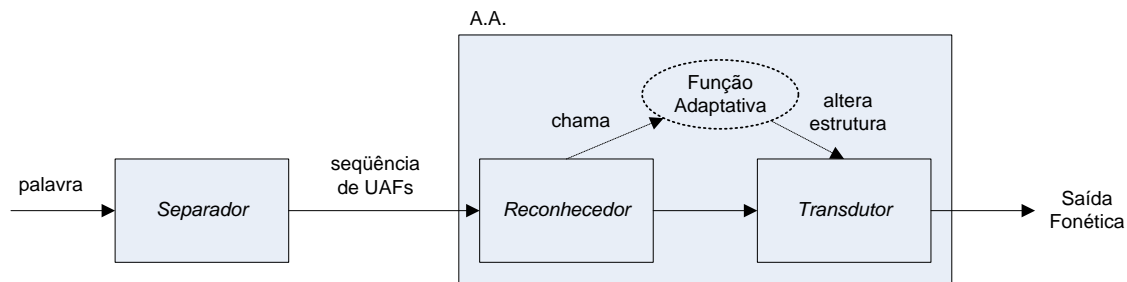 A.A.
Função
Adaptativa
chama
altera
estrutura
palavra
Separador
seqüência
de UAFs
Reconhecedor
Transdutor
Saída
Fonética